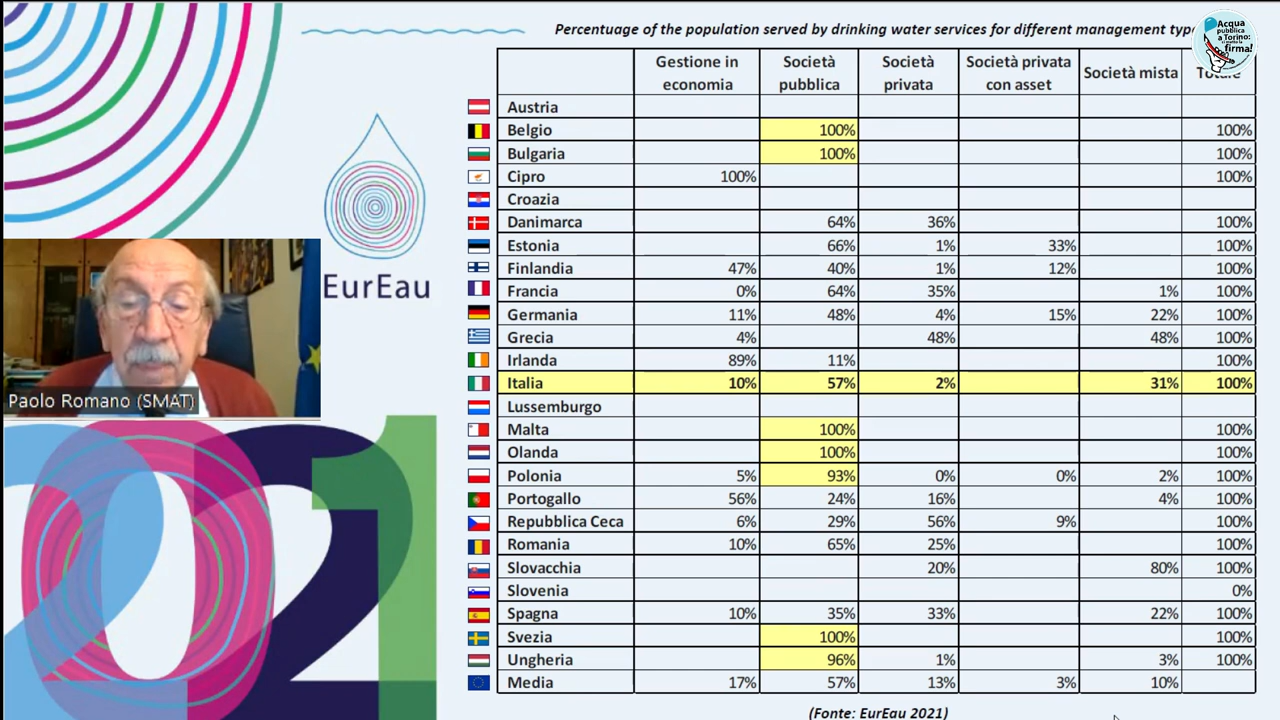 Percentuage of the population served by drinking water services for different management typ
Acqua
pubblica
a Torino:
firma!
Gestione in economia Società pubblica Società privata Società privata con asset Società mista
Austria
Belgio 100% 100%
Bulgaria 100% 100%
Cipro 100% 100%
Croazia
Danimarca 64% 36% 100%
Estonia 66% 1% 33% 100%
Finlandia 47% 40% 1% 12% 100%
Francia 0% 64% 35% 1% 100%
Germania 11% 48% 4% 15% 22% 100%
Grecia 4% 48% 48% 100%
Irlanda 89% 11% 100%
Italia 10% 57% 2% 31% 100%
Lussemburgo
Malta 100% 100%
Olanda 100% 100%
Polonia 5% 93% 0% 0% 2% 100%
Portogallo 56% 24% 16% 4% 100%
Repubblica Ceca 6% 29% 56% 9% 100%
Romania 10% 65% 25% 100%
Slovacchia 20% 80% 100%
Slovenia 0%
Spagna 10% 35% 33% 22% 100%
Svezia 100% 100%
Ungheria 96% 1% 3% 100%
Media 17% 57% 13% 3% 10%
(Fonte: EurEau 2021)
EurEau
Paolo Romano (SMAT)
2021